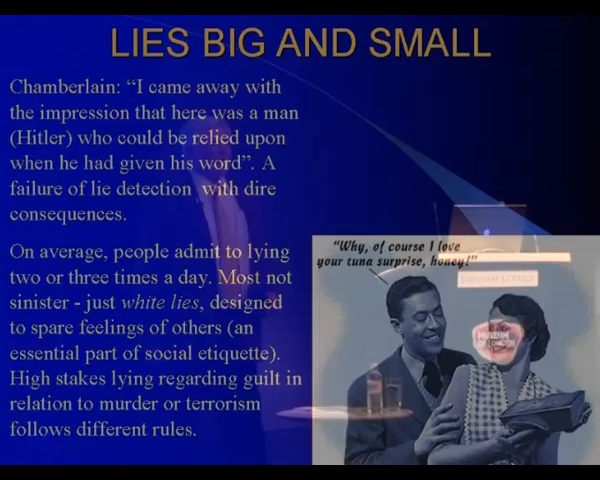 LIES BIG AND SMALL
Chamberlain: “I came away with
the impression that here was a man
(Hitler) who could be relied upon
when he had given his word”. A
failure of lie detection with dire
consequences.
On average, people admit to lying
two or three times a day. Most not
sinister - just white lies, designed
to spare feelings of others (an
essential part of social etiquette).
High stakes lying regarding guilt in
relation to murder or terrorism
follows different rules.
"Why, of course I love
your tuna surprise, honey!"
MUSEUM